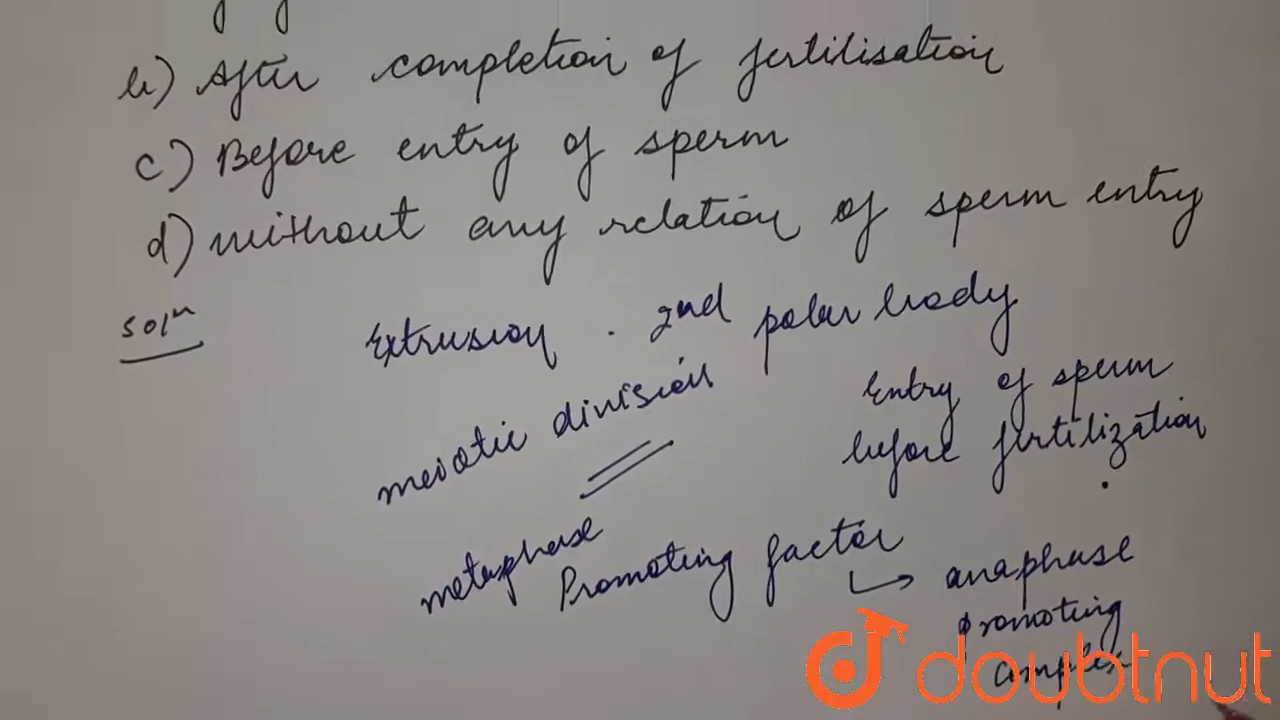 b) After completion of fertilisation
c) Before entry of sperm
d) without any relation of sperm entry
Soln
Extrusion . 2nd polar body
meiotic division
Entry of sperm
before fertilization
metaphase
Promoting factor
↳ anaphase
promoting
complex
doubtnut